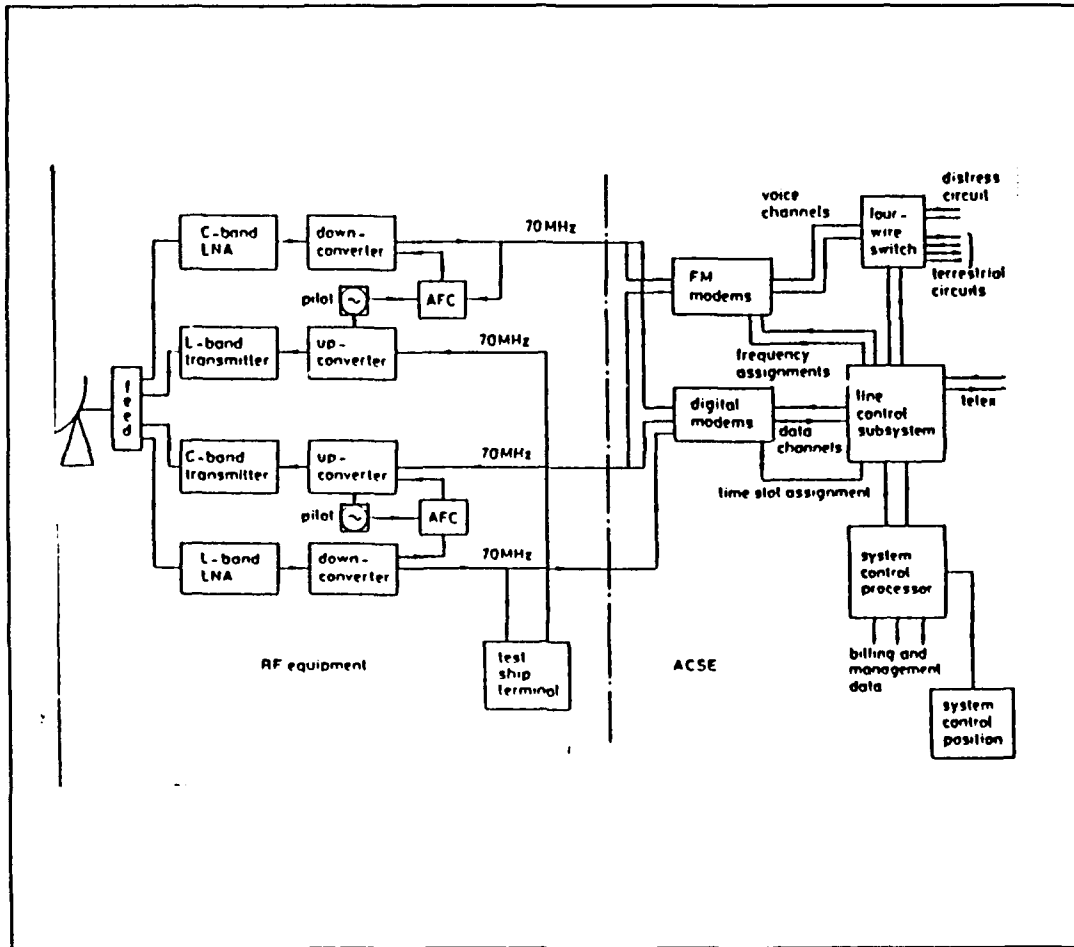 distress
circuit
voice
channels
four-
wire
switch
terrestrial
circuits
C-band
LNA
down-
converter
70 MHz
FM
modems
pilot
AFC
L-band
transmitter
up-
converter
70MHz
frequency
assignments
feed
digital
modems
line
control
subsystem
telex
data
channels
C-band
transmitter
up-
converter
70MHz
time slot assignment
pilot
AFC
L-band
LNA
down-
converter
70MHz
system
control
processor
RF equipment
test
ship
terminal
ACSE
billing and
management
data
system
control
position